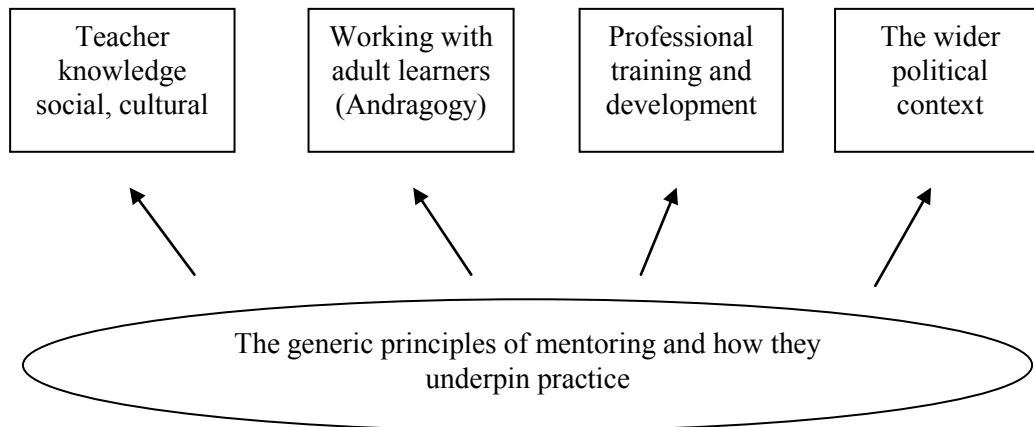 Teacher
knowledge
social, cultural
Working with
adult learners
(Andragogy)
Professional
training and
development
The wider
political
context
The generic principles of mentoring and how they
underpin practice